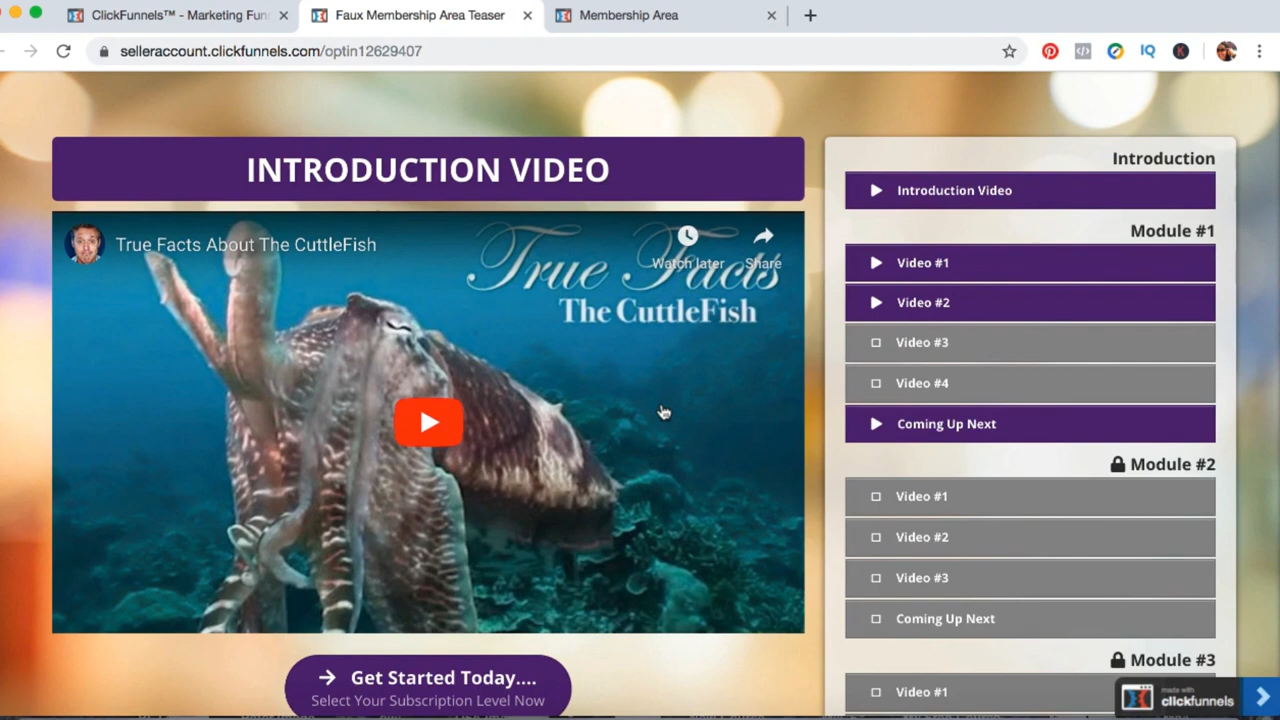 ClickFunnels™ - Marketing Fun
Faux Membership Area Teaser
Membership Area
selleraccount.clickfunnels.com/optin12629407
INTRODUCTION VIDEO
True Facts About The CuttleFish
Watch later
Share
True Facts
The CuttleFish
Get Started Today....
Select Your Subscription Level Now
Introduction
Introduction Video
Module #1
Video #1
Video #2
Video #3
Video #4
Coming Up Next
Module #2
Video #1
Video #2
Video #3
Coming Up Next
Module #3
Video #1
made with
clickfunnels
IQ
K